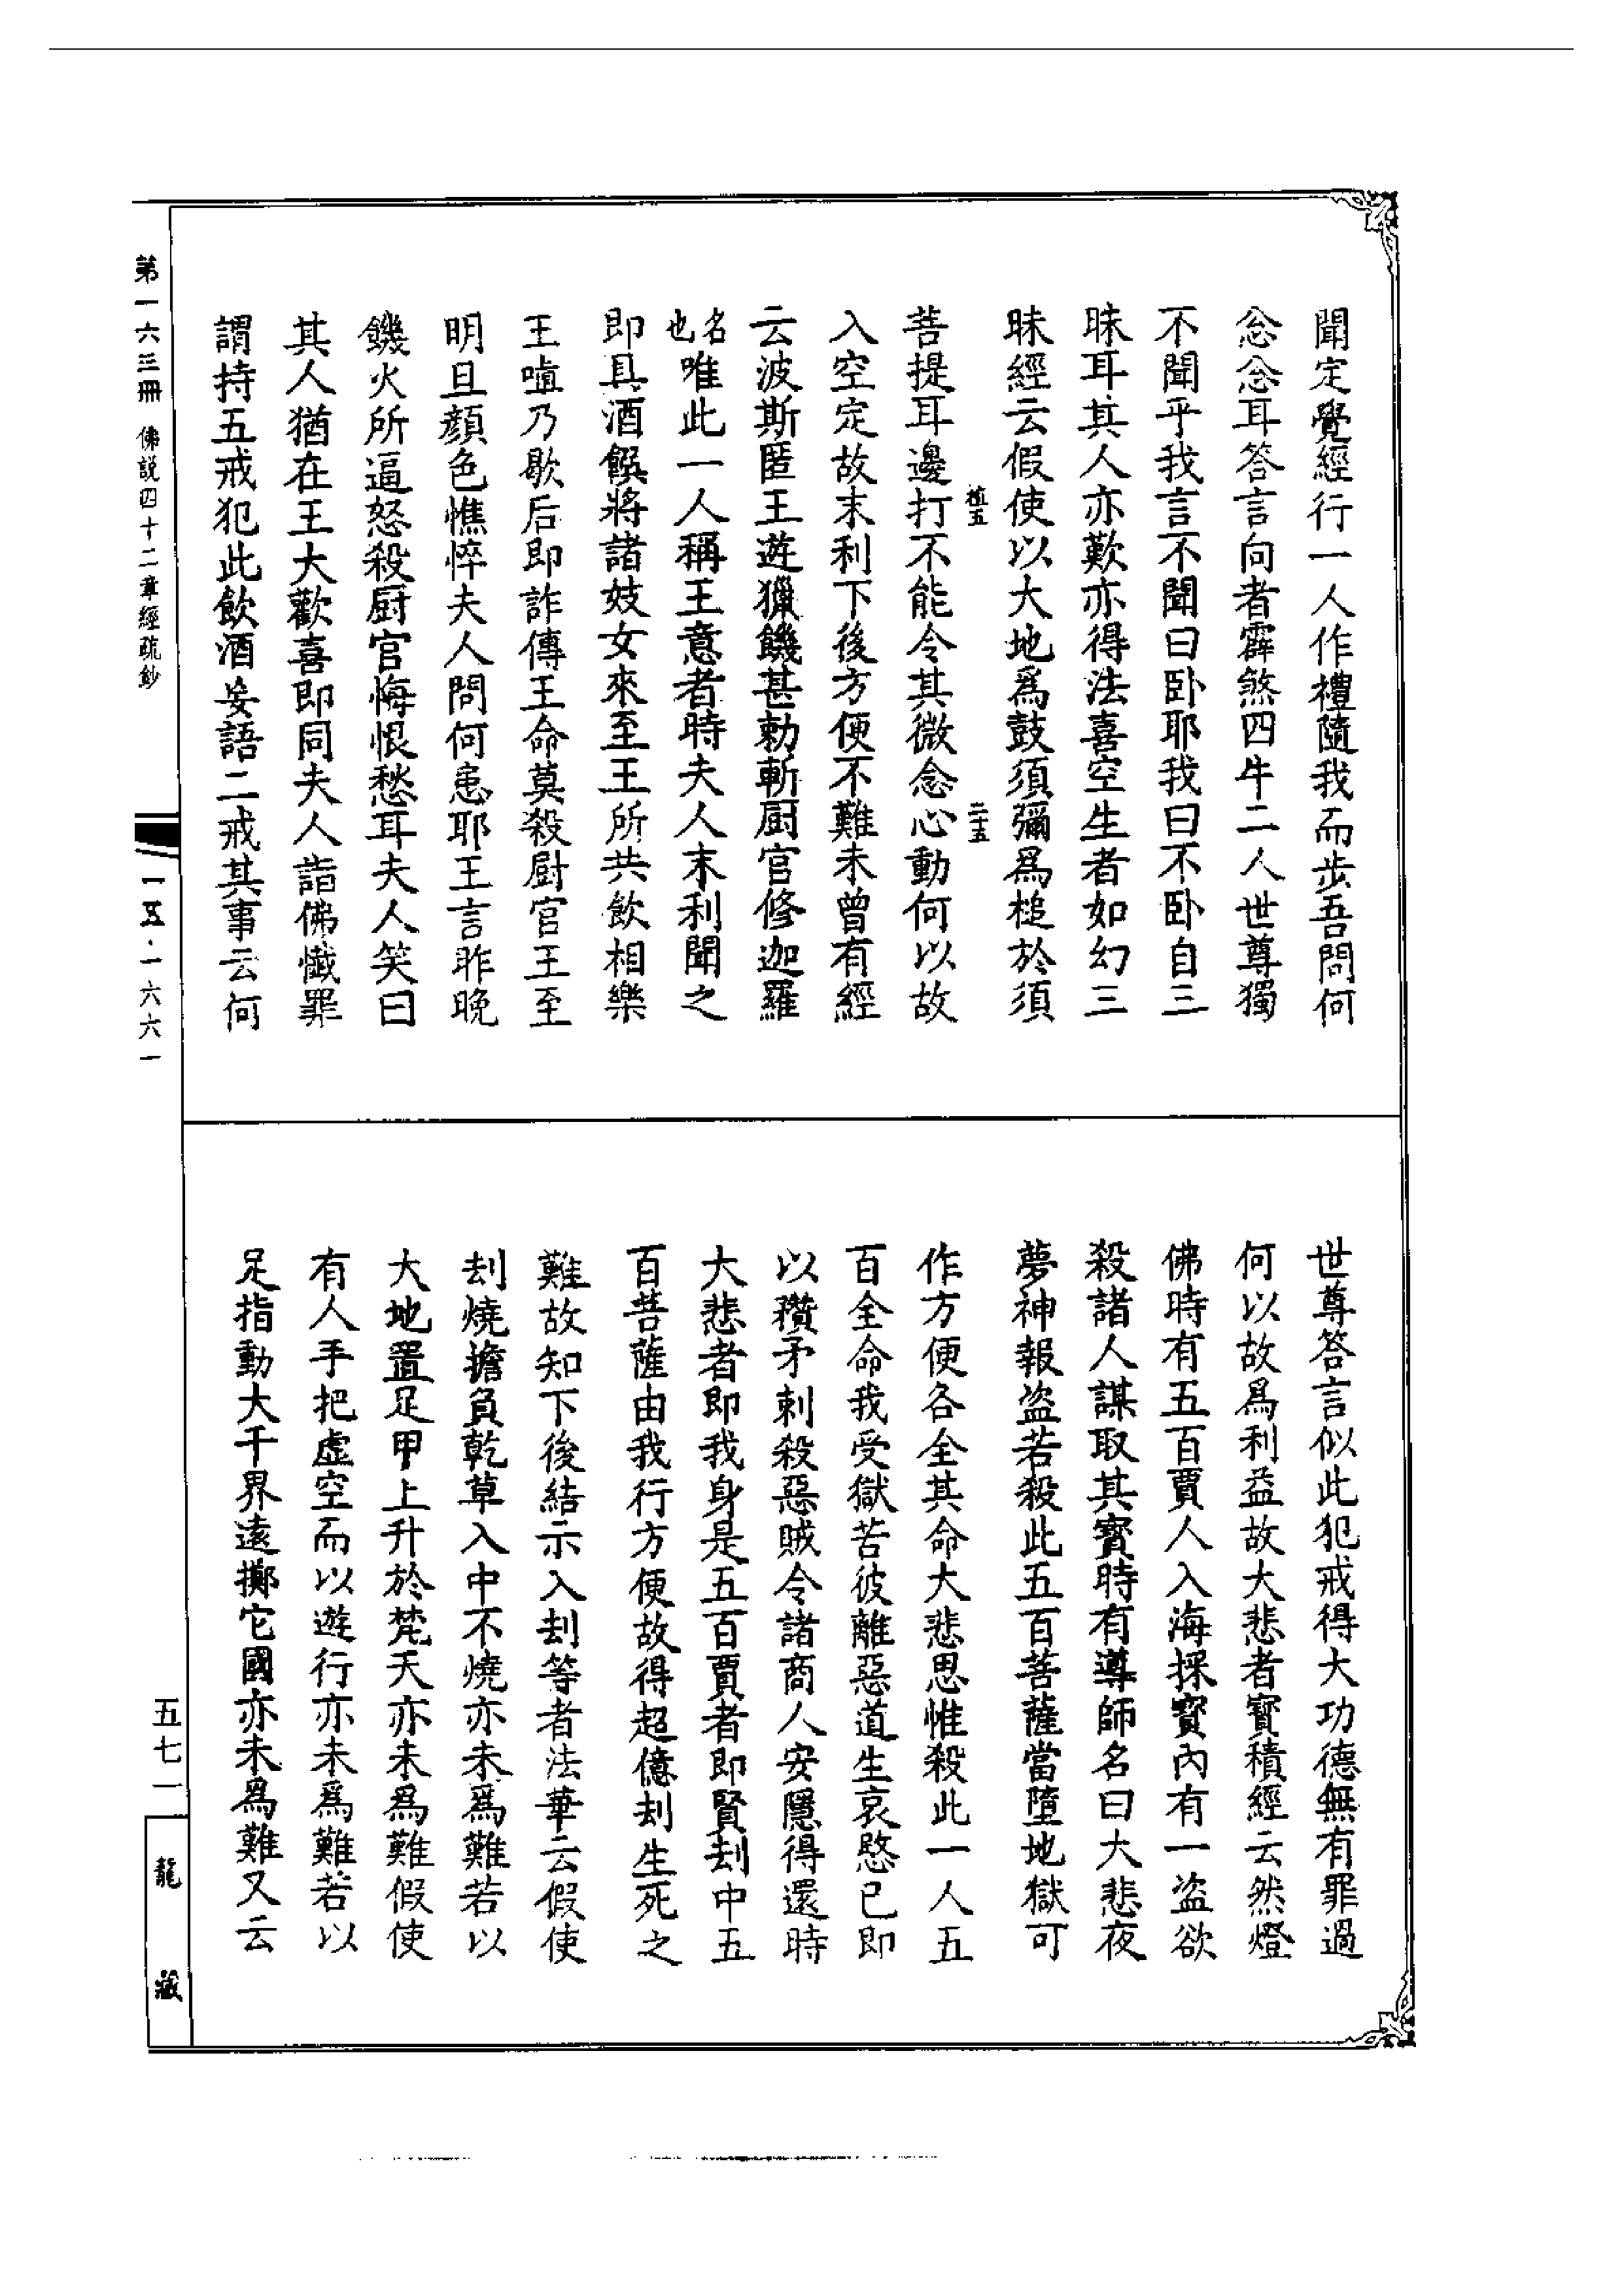 聞定覺經行一人作禮隨我而步吾問何
忩忩耳答言向者霹煞四牛二人世尊獨
不聞乎我言不聞曰卧耶我曰不卧自三
昧耳其人亦歎亦得法喜空生者如幻三
昧經云假使以大地爲鼓須彌爲槌於須
植五
二五
菩提耳邊打不能令其微念心動何以故
入空定故末利下後方便不難未曾有經
云波斯匿王遊獵饑甚勅斬厨官修迦羅
名也唯此一人稱王意者時夫人末利聞之
即具酒饌將諸妓女來至王所共飲相樂
王嗔乃歇后即詐傳王命莫殺厨官王至
明旦顏色憔悴夫人問何恚耶王言昨晚
饑火所逼怒殺厨官悔恨愁耳夫人笑曰
其人猶在王大歡喜即同夫人詣佛懺罪
謂持五戒犯此飲酒妄語二戒其事云何
世尊答言似此犯戒得大功德無有罪過
何以故爲利益故大悲者寶積經云然燈
佛時有五百賈人入海採寶內有一盜欲
殺諸人謀取其寶時有導師名曰大悲夜
夢神報盜若殺此五百菩薩當墮地獄可
作方便各全其命大悲思惟殺此一人五
百全命我受獄苦彼離惡道生哀愍已即
以欑矛刺殺惡賊令諸商人安隱得還時
大悲者即我身是五百賈者即賢刦中五
百菩薩由我行方便故得超億刦生死之
難故知下後結示入刦等者法華云假使
刦燒擔負乾草入中不燒亦未爲難若以
大地置足甲上升於梵天亦未爲難假使
有人手把虛空而以遊行亦未爲難若以
足指動大千界遠擲它國亦未爲難又云
第一六三冊 佛説四十二章經疏鈔
一五·一六六一
五七一
龍藏